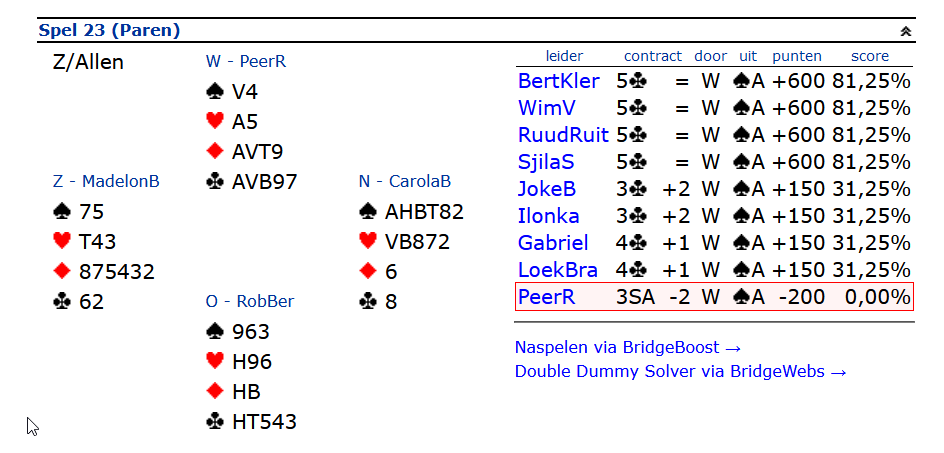 Spel 23 (Paren)
Z/Allen
W - PeerR
♠ V4
♥ A5
♦ AVT9
♣ AVB97
Z - MadelonB
♠ 75
♥ T43
♦ 875432
♣ 62
N - CarolaB
♠ AHBT82
♥ VB872
♦ 6
♣ 8
O - RobBer
♠ 963
♥ H96
♦ HB
♣ HT543
leider contract door uit punten score
BertKler 5♣ = W ♠A +600 81,25%
WimV 5♣ = W ♠A +600 81,25%
RuudRuit 5♣ = W ♠A +600 81,25%
SjilaS 5♣ = W ♠A +600 81,25%
JokeB 3♣ +2 W ♠A +150 31,25%
Ilonka 3♣ +2 W ♠A +150 31,25%
Gabriel 4♣ +1 W ♠A +150 31,25%
LoekBra 4♣ +1 W ♠A +150 31,25%
PeerR 3SA -2 W ♠A -200 0,00%
Naspelen via BridgeBoost →
Double Dummy Solver via BridgeWebs →